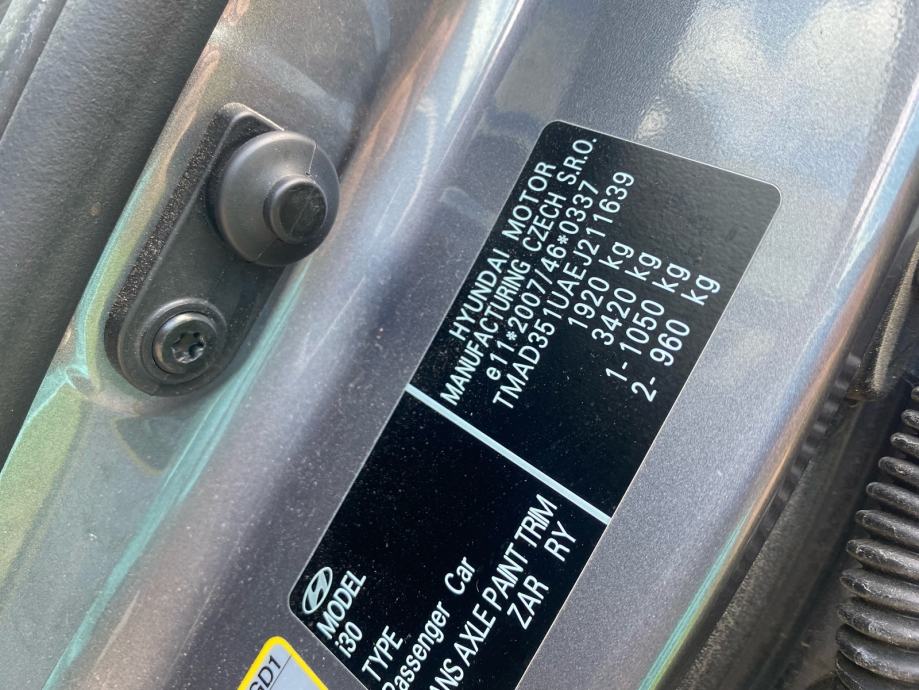 HYUNDAI MOTOR
MANUFACTURING CZECH S.R.O.
e11*2007/46*0337
TMAD351UAEJ211639
1920 kg
3420 kg
1-1050 kg
2- 960 kg
MODEL
i30
TYPE
Passenger Car
AXLE PAINT TRIM
ZAR RY
GD1